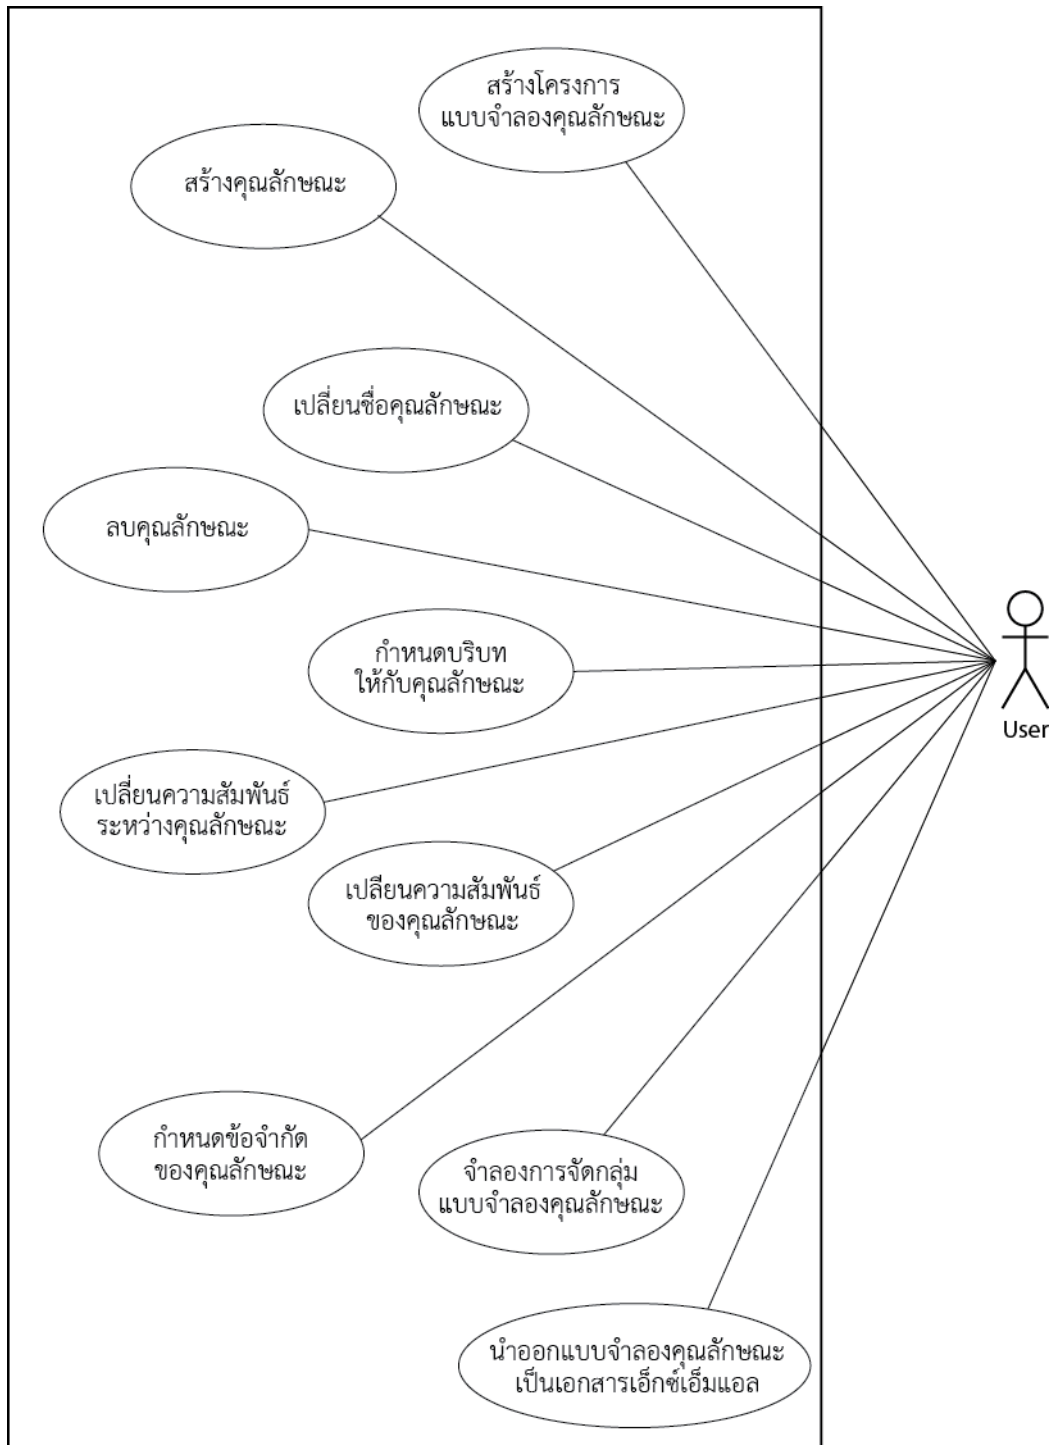 สร้างโครงการ
แบบจำลองคุณลักษณะ
สร้างคุณลักษณะ
เปลี่ยนชื่อคุณลักษณะ
ลบคุณลักษณะ
กำหนดบริบท
ให้กับคุณลักษณะ
User
เปลี่ยนความสัมพันธ์
ระหว่างคุณลักษณะ
เปลียนความสัมพันธ์
ของคุณลักษณะ
กำหนดข้อจำกัด
ของคุณลักษณะ
จำลองการจัดกลุ่ม
แบบจำลองคุณลักษณะ
นำออกแบบจำลองคุณลักษณะ
เป็นเอกสารเอ็กซ์เอ็มแอล